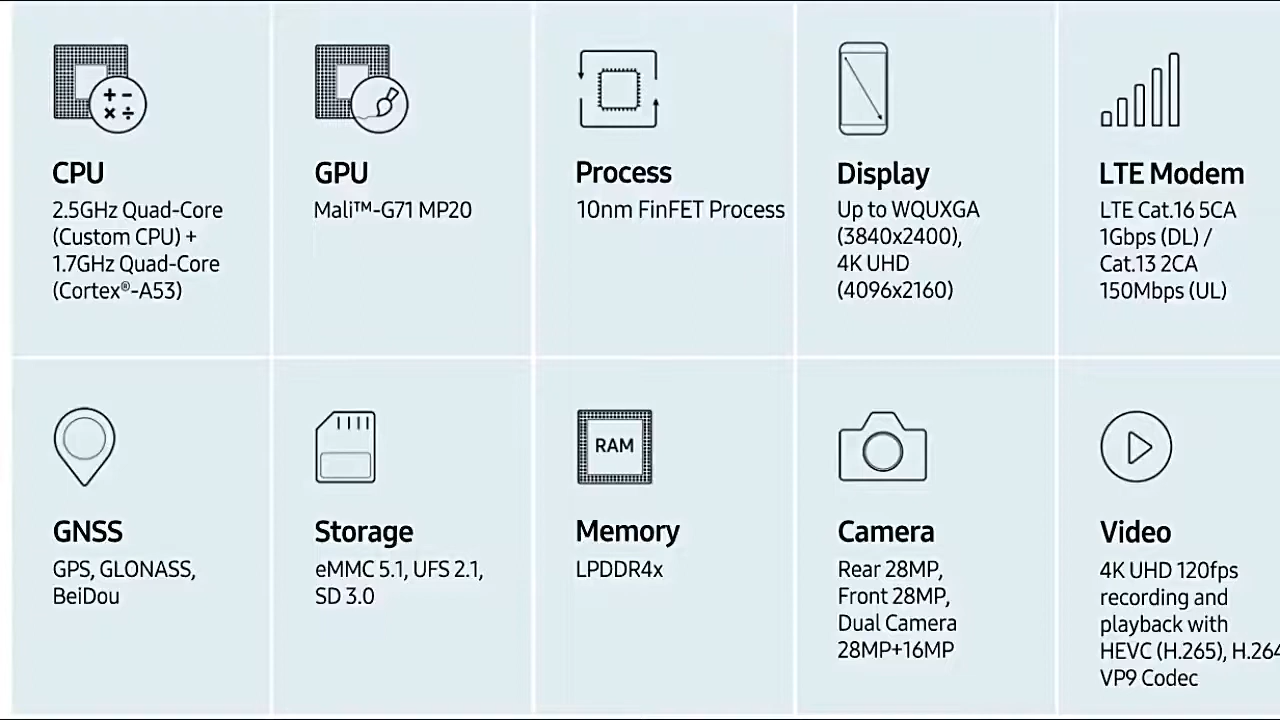 CPU
2.5GHz Quad-Core
(Custom CPU) +
1.7GHz Quad-Core
(Cortex®-A53)
GPU
Mali™-G71 MP20
Process
10nm FinFET Process
Display
Up to WQUXGA
(3840x2400),
4K UHD
(4096x2160)
LTE Modem
LTE Cat.16 5CA
1Gbps (DL) /
Cat.13 2CA
150Mbps (UL)
GNSS
GPS, GLONASS,
BeiDou
Storage
eMMC 5.1, UFS 2.1,
SD 3.0
RAM
Memory
LPDDR4x
Camera
Rear 28MP,
Front 28MP,
Dual Camera
28MP+16MP
Video
4K UHD 120fps
recording and
playback with
HEVC (H.265), H.264
VP9 Codec